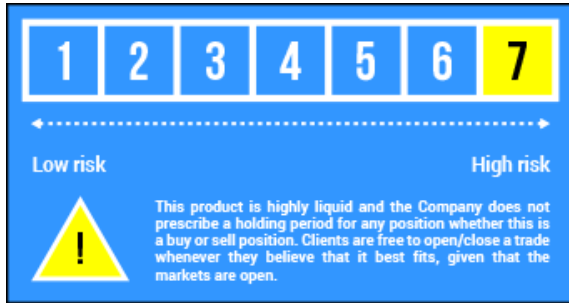 1 2 3 4 5 6 7
Low risk High risk
!
This product is highly liquid and the Company does not
prescribe a holding period for any position whether this is
a buy or sell position. Clients are free to open/close a trade
whenever they believe that it best fits, given that the
markets are open.